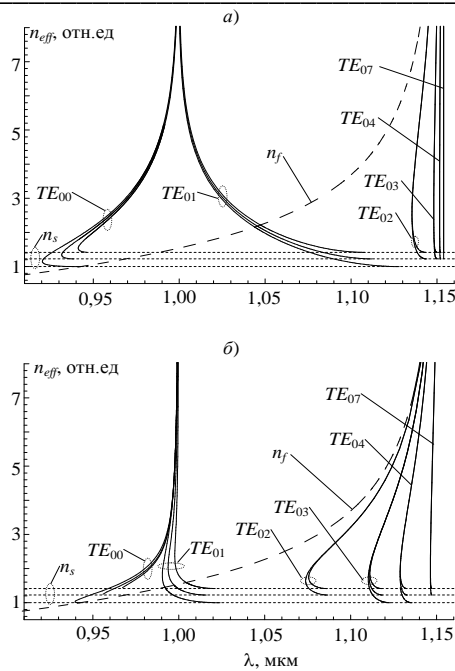 а)
n_eff, отн.ед
7
TE₀₇
TE₀₄
n_f
5
TE₀₀
TE₀₁
3
TE₀₃
TE₀₂
n_s
1
0,95 1,00 1,05 1,10 1,15
б)
n_eff, отн.ед
7
TE₀₇
TE₀₄
n_f
5
TE₀₀
TE₀₁
TE₀₃
3
TE₀₂
n_s
1
0,95 1,00 1,05 1,10 1,15
λ, мкм